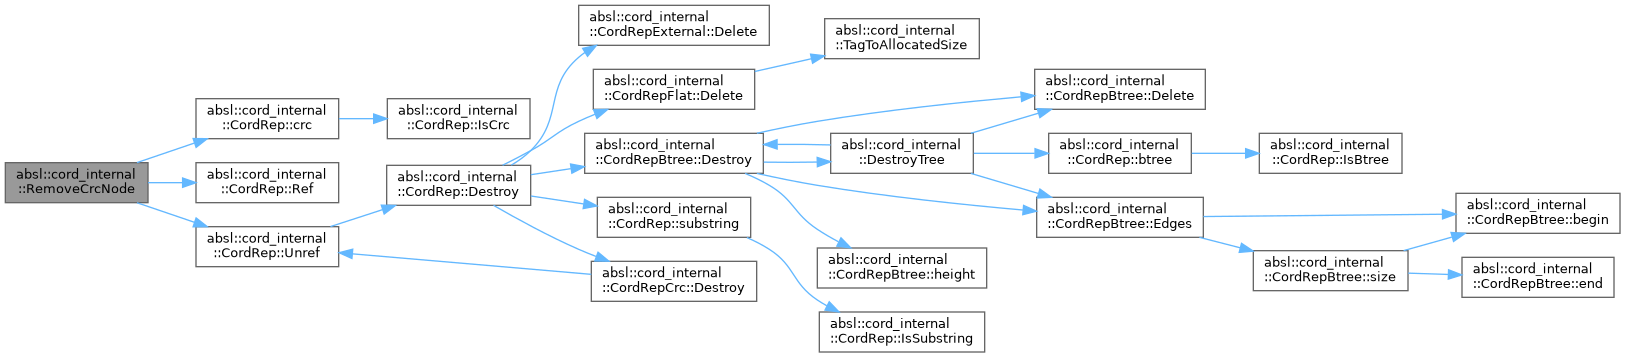 absl::cord_internal
::RemoveCrcNode
absl::cord_internal
::CordRep::crc
absl::cord_internal
::CordRep::IsCrc
absl::cord_internal
::CordRep::Ref
absl::cord_internal
::CordRep::Unref
absl::cord_internal
::CordRep::Destroy
absl::cord_internal
::CordRepExternal::Delete
absl::cord_internal
::CordRepFlat::Delete
absl::cord_internal
::TagToAllocatedSize
absl::cord_internal
::CordRepBtree::Destroy
absl::cord_internal
::DestroyTree
absl::cord_internal
::CordRepBtree::Delete
absl::cord_internal
::CordRep::btree
absl::cord_internal
::CordRep::IsBtree
absl::cord_internal
::CordRepBtree::Edges
absl::cord_internal
::CordRepBtree::begin
absl::cord_internal
::CordRepBtree::size
absl::cord_internal
::CordRepBtree::end
absl::cord_internal
::CordRepBtree::height
absl::cord_internal
::CordRep::substring
absl::cord_internal
::CordRep::IsSubstring
absl::cord_internal
::CordRepCrc::Destroy